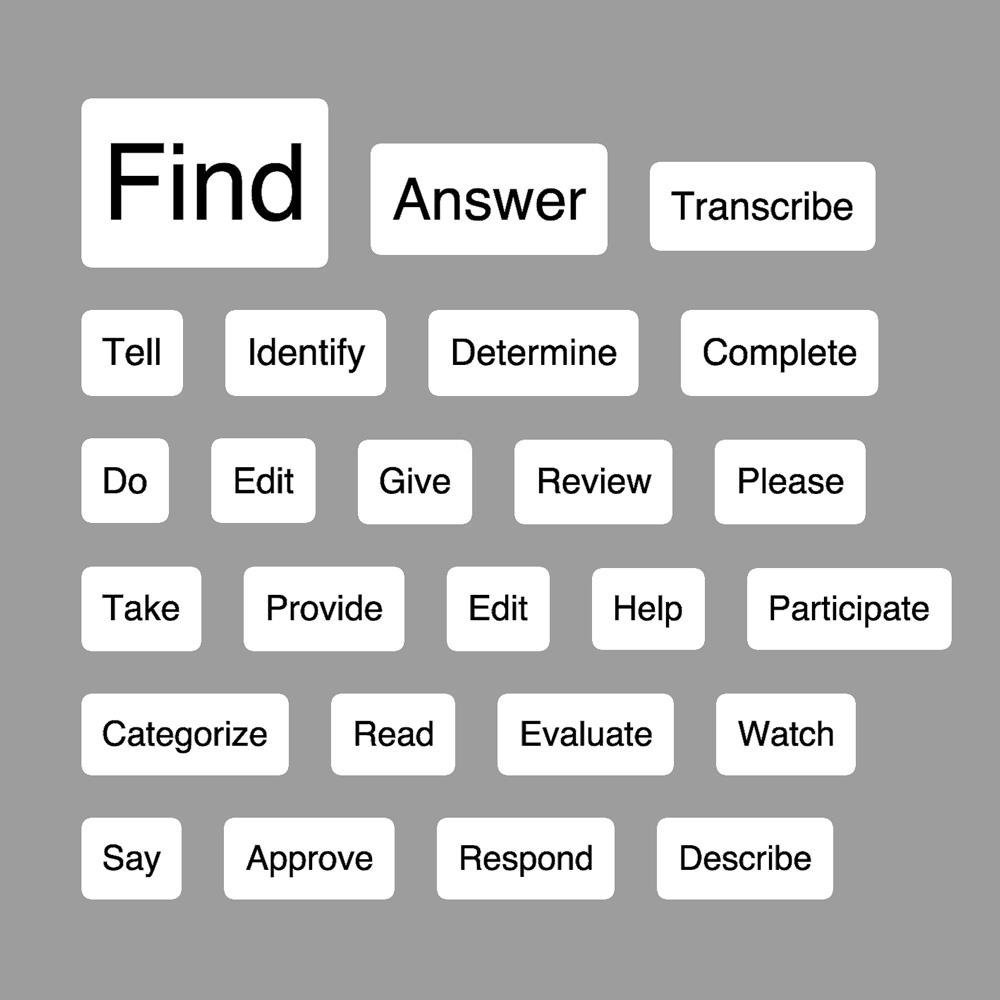 Find Answer Transcribe
Tell Identify Determine Complete
Do Edit Give Review Please
Take Provide Edit Help Participate
Categorize Read Evaluate Watch
Say Approve Respond Describe